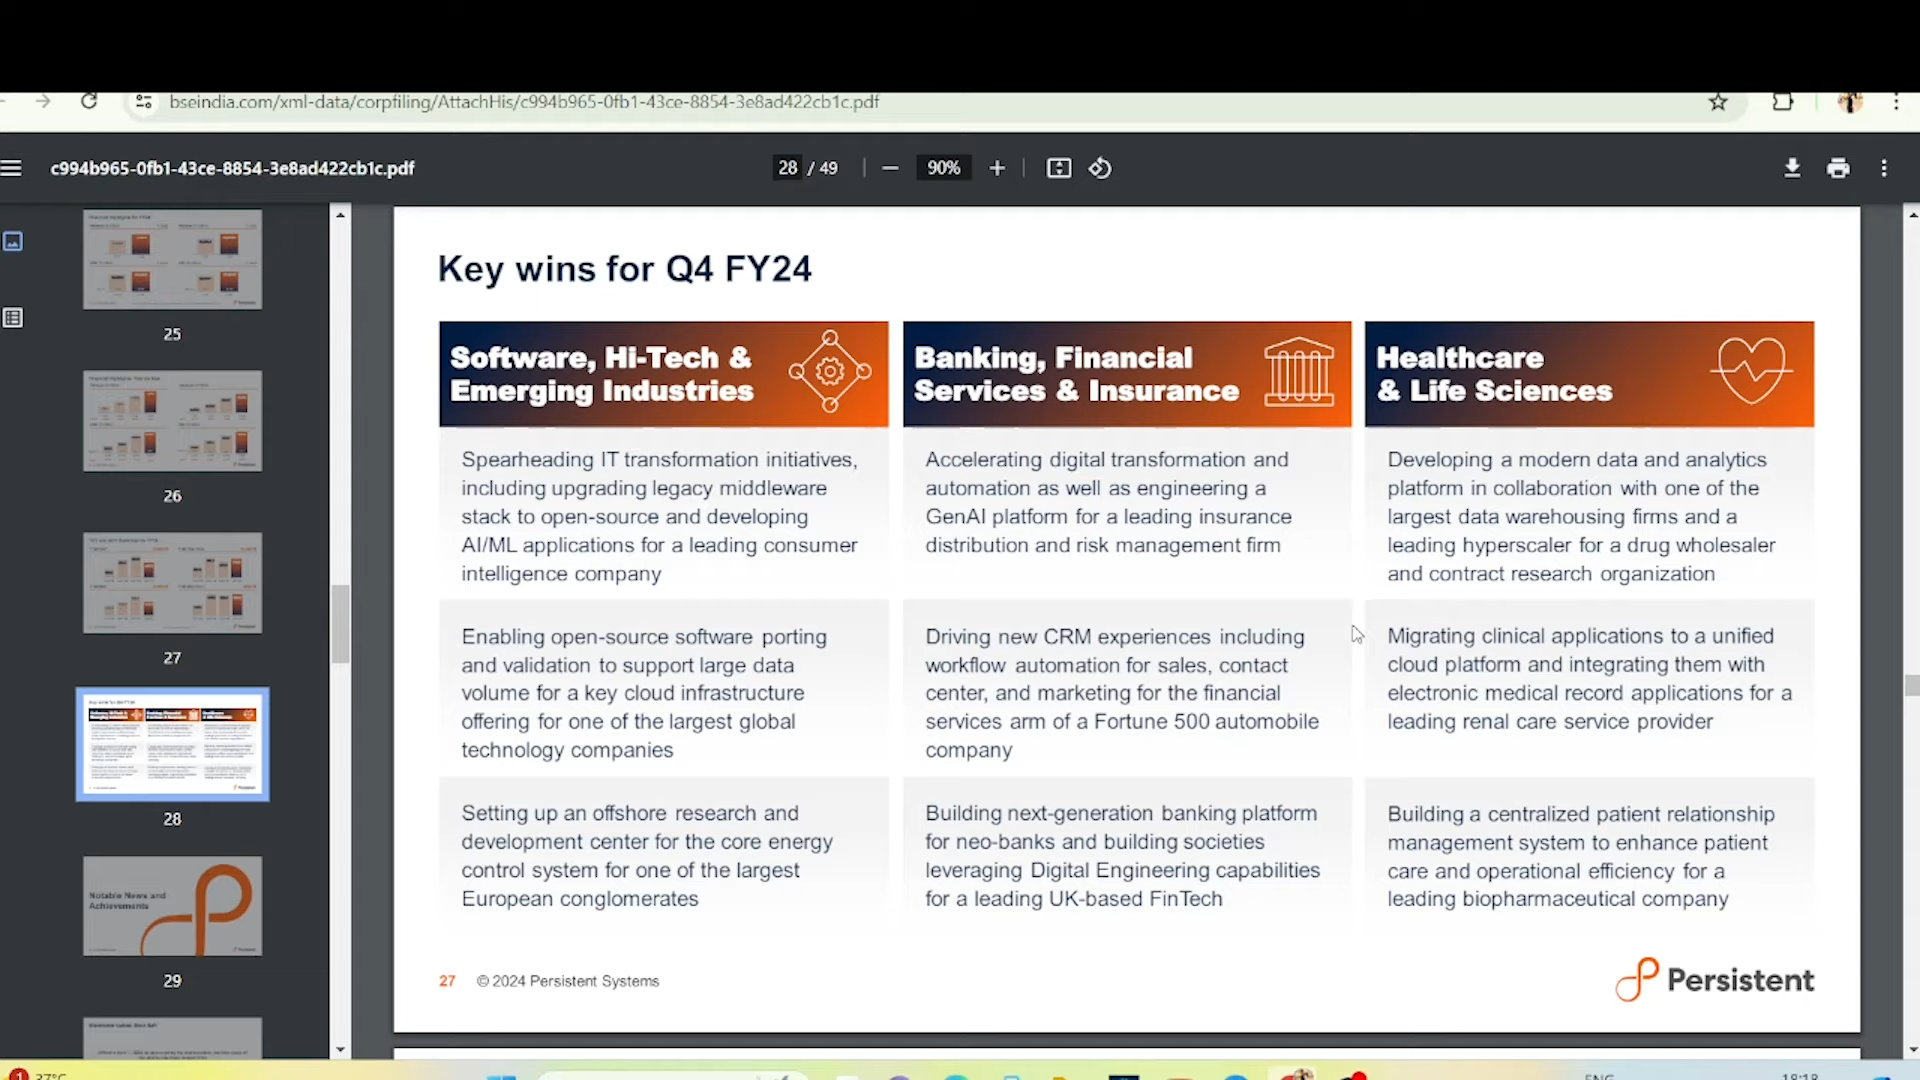 bseindia.com/xml-data/corpfiling/AttachHis/c994b965-0fb1-43ce-8854-3e8ad422cb1c.pdf
c994b965-0fb1-43ce-8854-3e8ad422cb1c.pdf
28 / 49
90%
25
26
27
28
Notable News and
Achievements
29
Key wins for Q4 FY24
Software, Hi-Tech &
Emerging Industries
Spearheading IT transformation initiatives,
including upgrading legacy middleware
stack to open-source and developing
AI/ML applications for a leading consumer
intelligence company
Enabling open-source software porting
and validation to support large data
volume for a key cloud infrastructure
offering for one of the largest global
technology companies
Setting up an offshore research and
development center for the core energy
control system for one of the largest
European conglomerates
Banking, Financial
Services & Insurance
Accelerating digital transformation and
automation as well as engineering a
GenAI platform for a leading insurance
distribution and risk management firm
Driving new CRM experiences including
workflow automation for sales, contact
center, and marketing for the financial
services arm of a Fortune 500 automobile
company
Building next-generation banking platform
for neo-banks and building societies
leveraging Digital Engineering capabilities
for a leading UK-based FinTech
Healthcare
& Life Sciences
Developing a modern data and analytics
platform in collaboration with one of the
largest data warehousing firms and a
leading hyperscaler for a drug wholesaler
and contract research organization
Migrating clinical applications to a unified
cloud platform and integrating them with
electronic medical record applications for a
leading renal care service provider
Building a centralized patient relationship
management system to enhance patient
care and operational efficiency for a
leading biopharmaceutical company
27 © 2024 Persistent Systems
Persistent
1
37°C
ENG
18:18